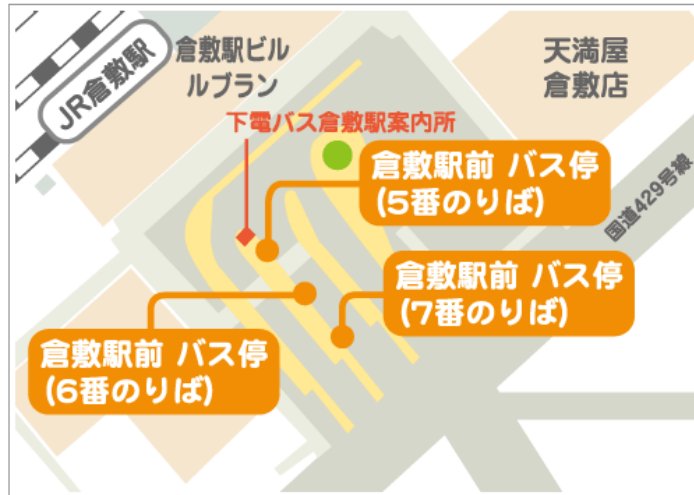 JR倉敷駅
倉敷駅ビル
ルブラン
天満屋
倉敷店
下電バス倉敷駅案内所
倉敷駅前 バス停
(5番のりば)
国道429号線
倉敷駅前 バス停
(7番のりば)
倉敷駅前 バス停
(6番のりば)